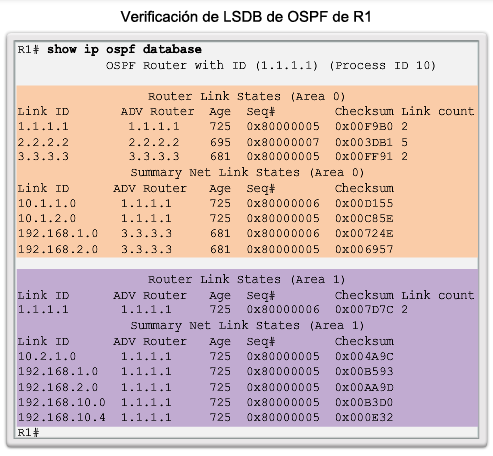 Verificación de LSDB de OSPF de R1
R1# show ip ospf database
OSPF Router with ID (1.1.1.1) (Process ID 10)
Router Link States (Area 0)
Link ID ADV Router Age Seq# Checksum Link count
1.1.1.1 1.1.1.1 725 0x80000005 0x00F9B0 2
2.2.2.2 2.2.2.2 695 0x80000007 0x003DB1 5
3.3.3.3 3.3.3.3 681 0x80000005 0x00FF91 2
Summary Net Link States (Area 0)
Link ID ADV Router Age Seq# Checksum
10.1.1.0 1.1.1.1 725 0x80000006 0x00D155
10.1.2.0 1.1.1.1 725 0x80000005 0x00C85E
192.168.1.0 3.3.3.3 681 0x80000006 0x00724E
192.168.2.0 3.3.3.3 681 0x80000005 0x006957
Router Link States (Area 1)
Link ID ADV Router Age Seq# Checksum Link count
1.1.1.1 1.1.1.1 725 0x80000006 0x007D7C 2
Summary Net Link States (Area 1)
Link ID ADV Router Age Seq# Checksum
10.2.1.0 1.1.1.1 725 0x80000005 0x004A9C
192.168.1.0 1.1.1.1 725 0x80000005 0x00B593
192.168.2.0 1.1.1.1 725 0x80000005 0x00AA9D
192.168.10.0 1.1.1.1 725 0x80000005 0x00B3D0
192.168.10.4 1.1.1.1 725 0x80000005 0x000E32
R1#